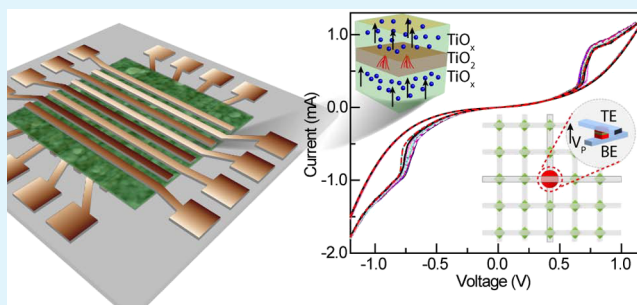 TiOx
TiO2
TiOx
1.0
0.0
-1.0
-2.0
Current (mA)
TE
VP
BE
-1.0
-0.5
0.0
0.5
1.0
Voltage (V)